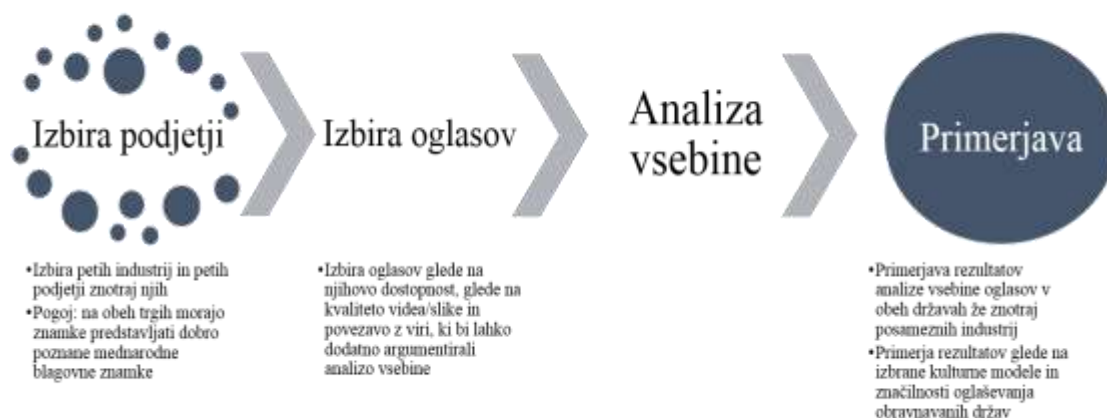 Izbira podjetji
Izbira oglasov
Analiza
vsebine
Primerjava
•Izbira petih industrij in petih
podjetji znotraj njih
•Pogoj: na obeh trgih morajo
znamke predstavljati dobro
poznane mednarodne
blagovne znamke
•Izbira oglasov glede na
njihovo dostopnost, glede na
kvaliteto videa/slike in
povezavo z viri, ki bi lahko
dodatno argumentirali
analizo vsebine
•Primerjava rezultatov
analize vsebine oglasov v
obeh državah že znotraj
posameznih industrij
•Primerja rezultatov glede na
izbrane kulturne modele in
značilnosti oglaševanja
obravnavanih držav